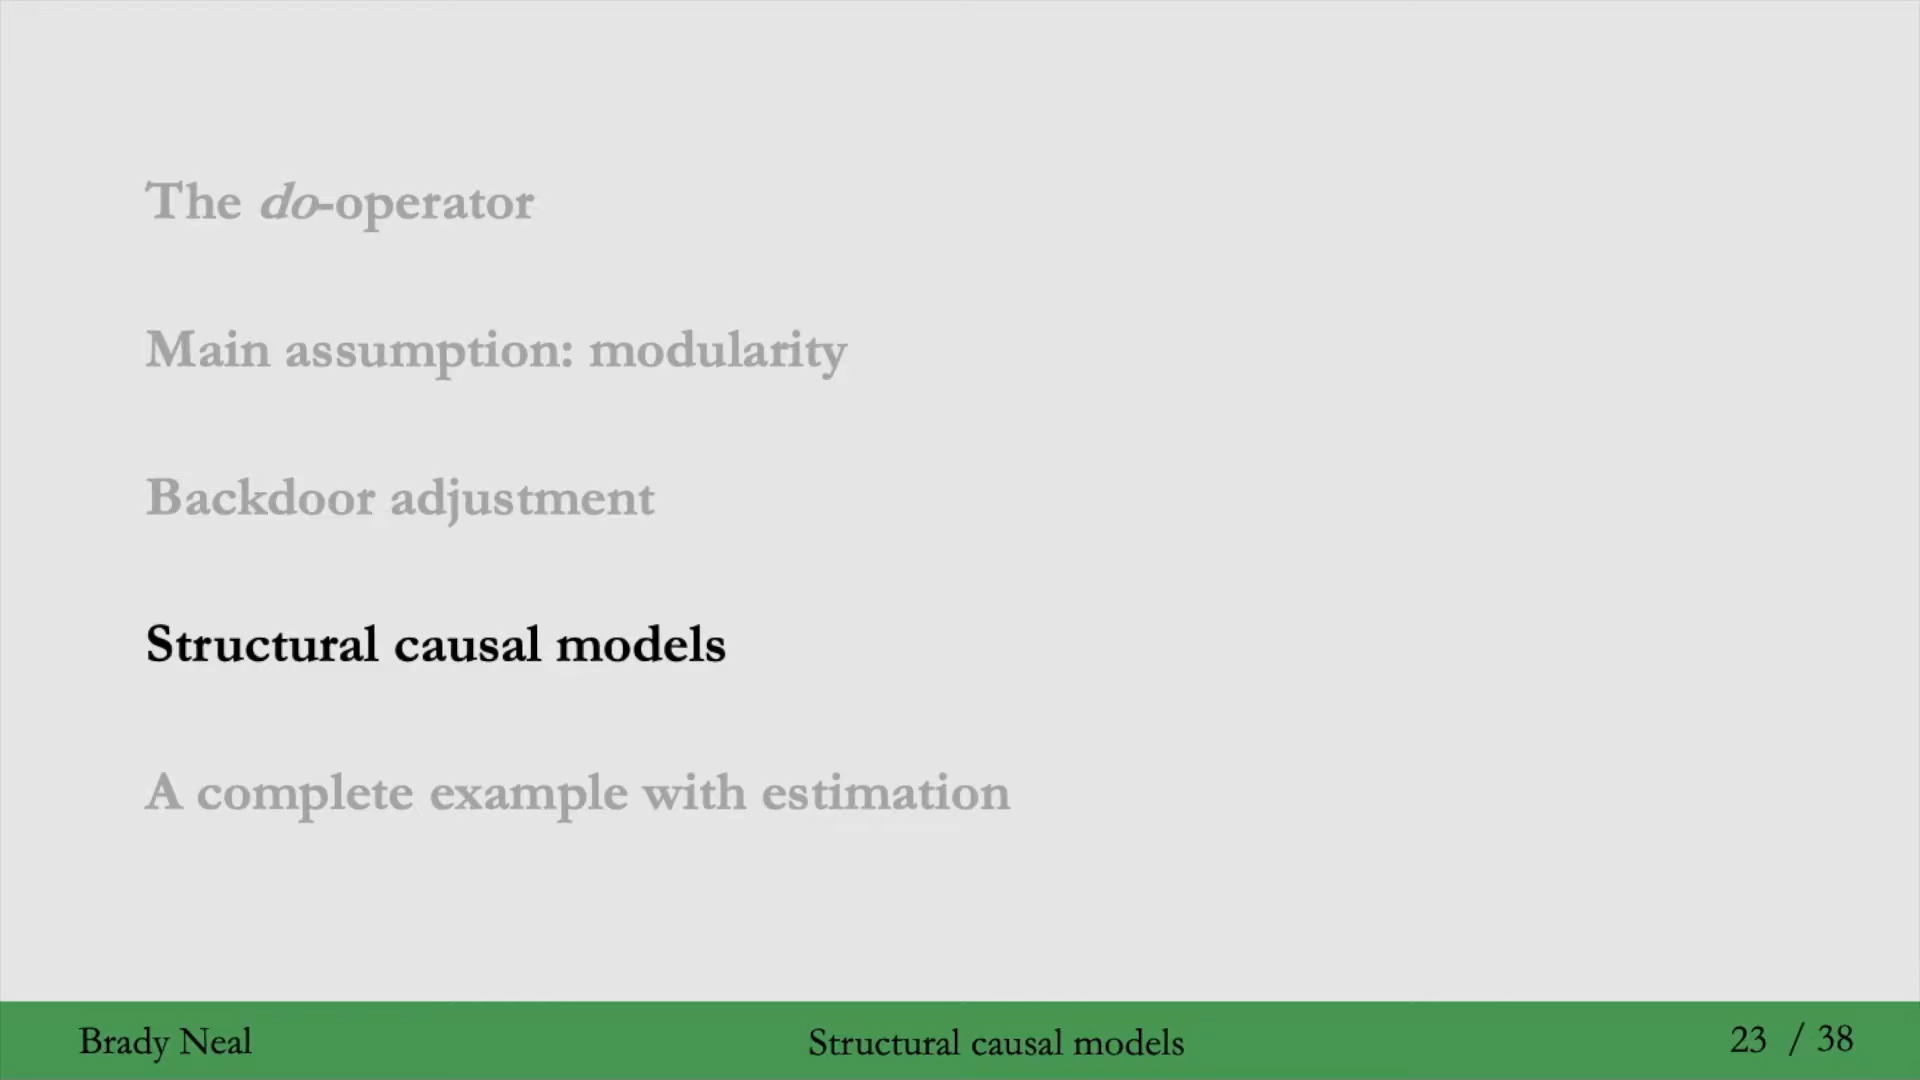 The do-operator
Main assumption: modularity
Backdoor adjustment
Structural causal models
A complete example with estimation
Brady Neal
Structural causal models
23 / 38